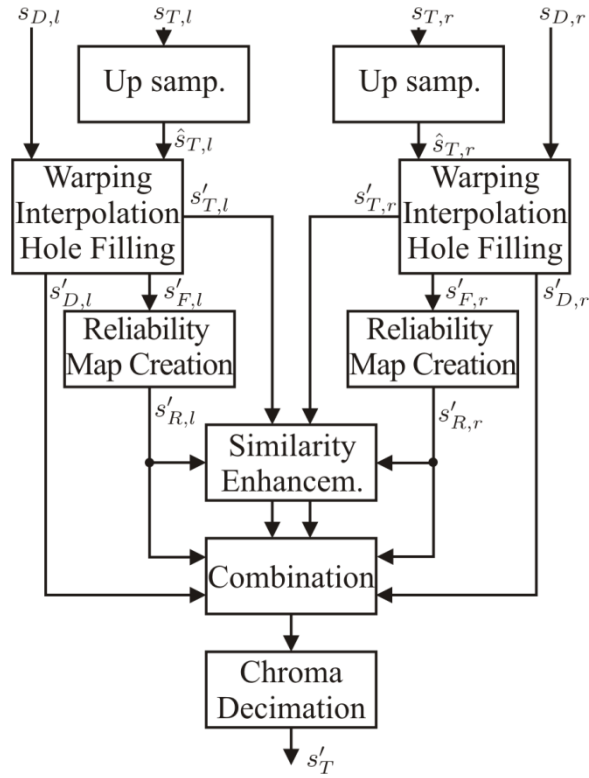 s_{D,l} s_{T,l} s_{T,r} s_{D,r}
Up samp. Up samp.
ŝ_{T,l} ŝ_{T,r}
Warping
Interpolation
Hole Filling
s'_{T,l} s'_{T,r}
Warping
Interpolation
Hole Filling
s'_{D,l} s'_{F,l} s'_{F,r} s'_{D,r}
Reliability
Map Creation
Reliability
Map Creation
s'_{R,l} s'_{R,r}
Similarity
Enhancem.
Combination
Chroma
Decimation
s'_T